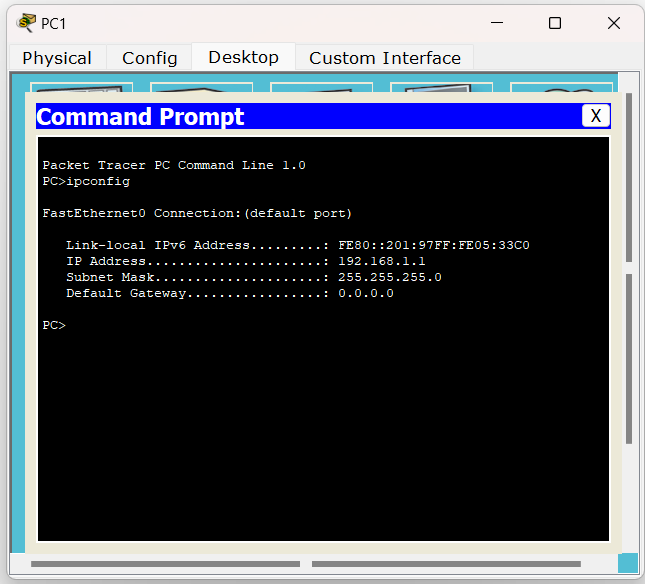 PC1
Physical Config Desktop Custom Interface
Command Prompt X
Packet Tracer PC Command Line 1.0
PC>ipconfig
FastEthernet0 Connection:(default port)
Link-local IPv6 Address.........: FE80::201:97FF:FE05:33C0
IP Address......................: 192.168.1.1
Subnet Mask.....................: 255.255.255.0
Default Gateway.................: 0.0.0.0
PC>